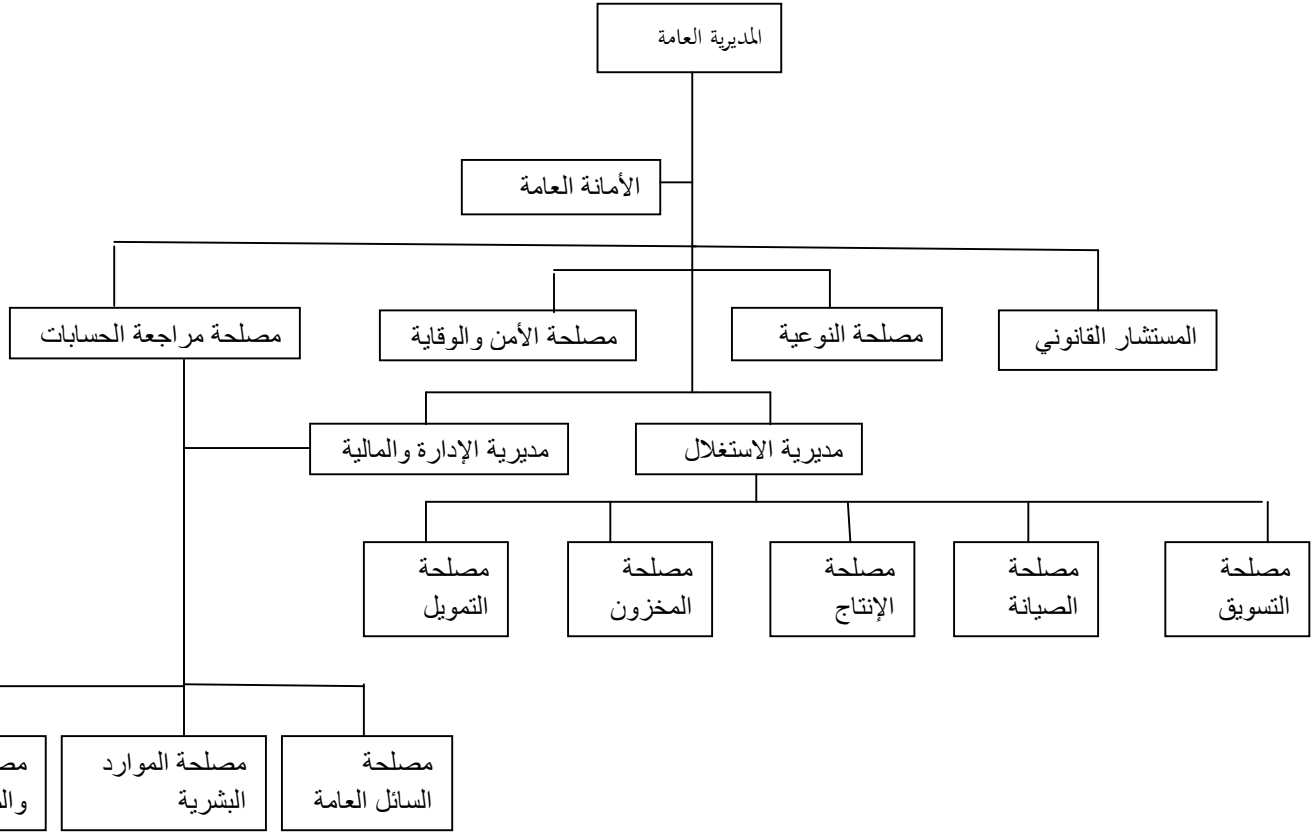 المديرية العامة
الأمانة العامة
المستشار القانوني
مصلحة النوعية
مصلحة الأمن والوقاية
مصلحة مراجعة الحسابات
مديرية الاستغلال
مديرية الإدارة والمالية
مصلحة
التسويق
مصلحة
الصيانة
مصلحة
الإنتاج
مصلحة
المخزون
مصلحة
التمويل
مصلحة
السائل العامة
مصلحة الموارد
البشرية